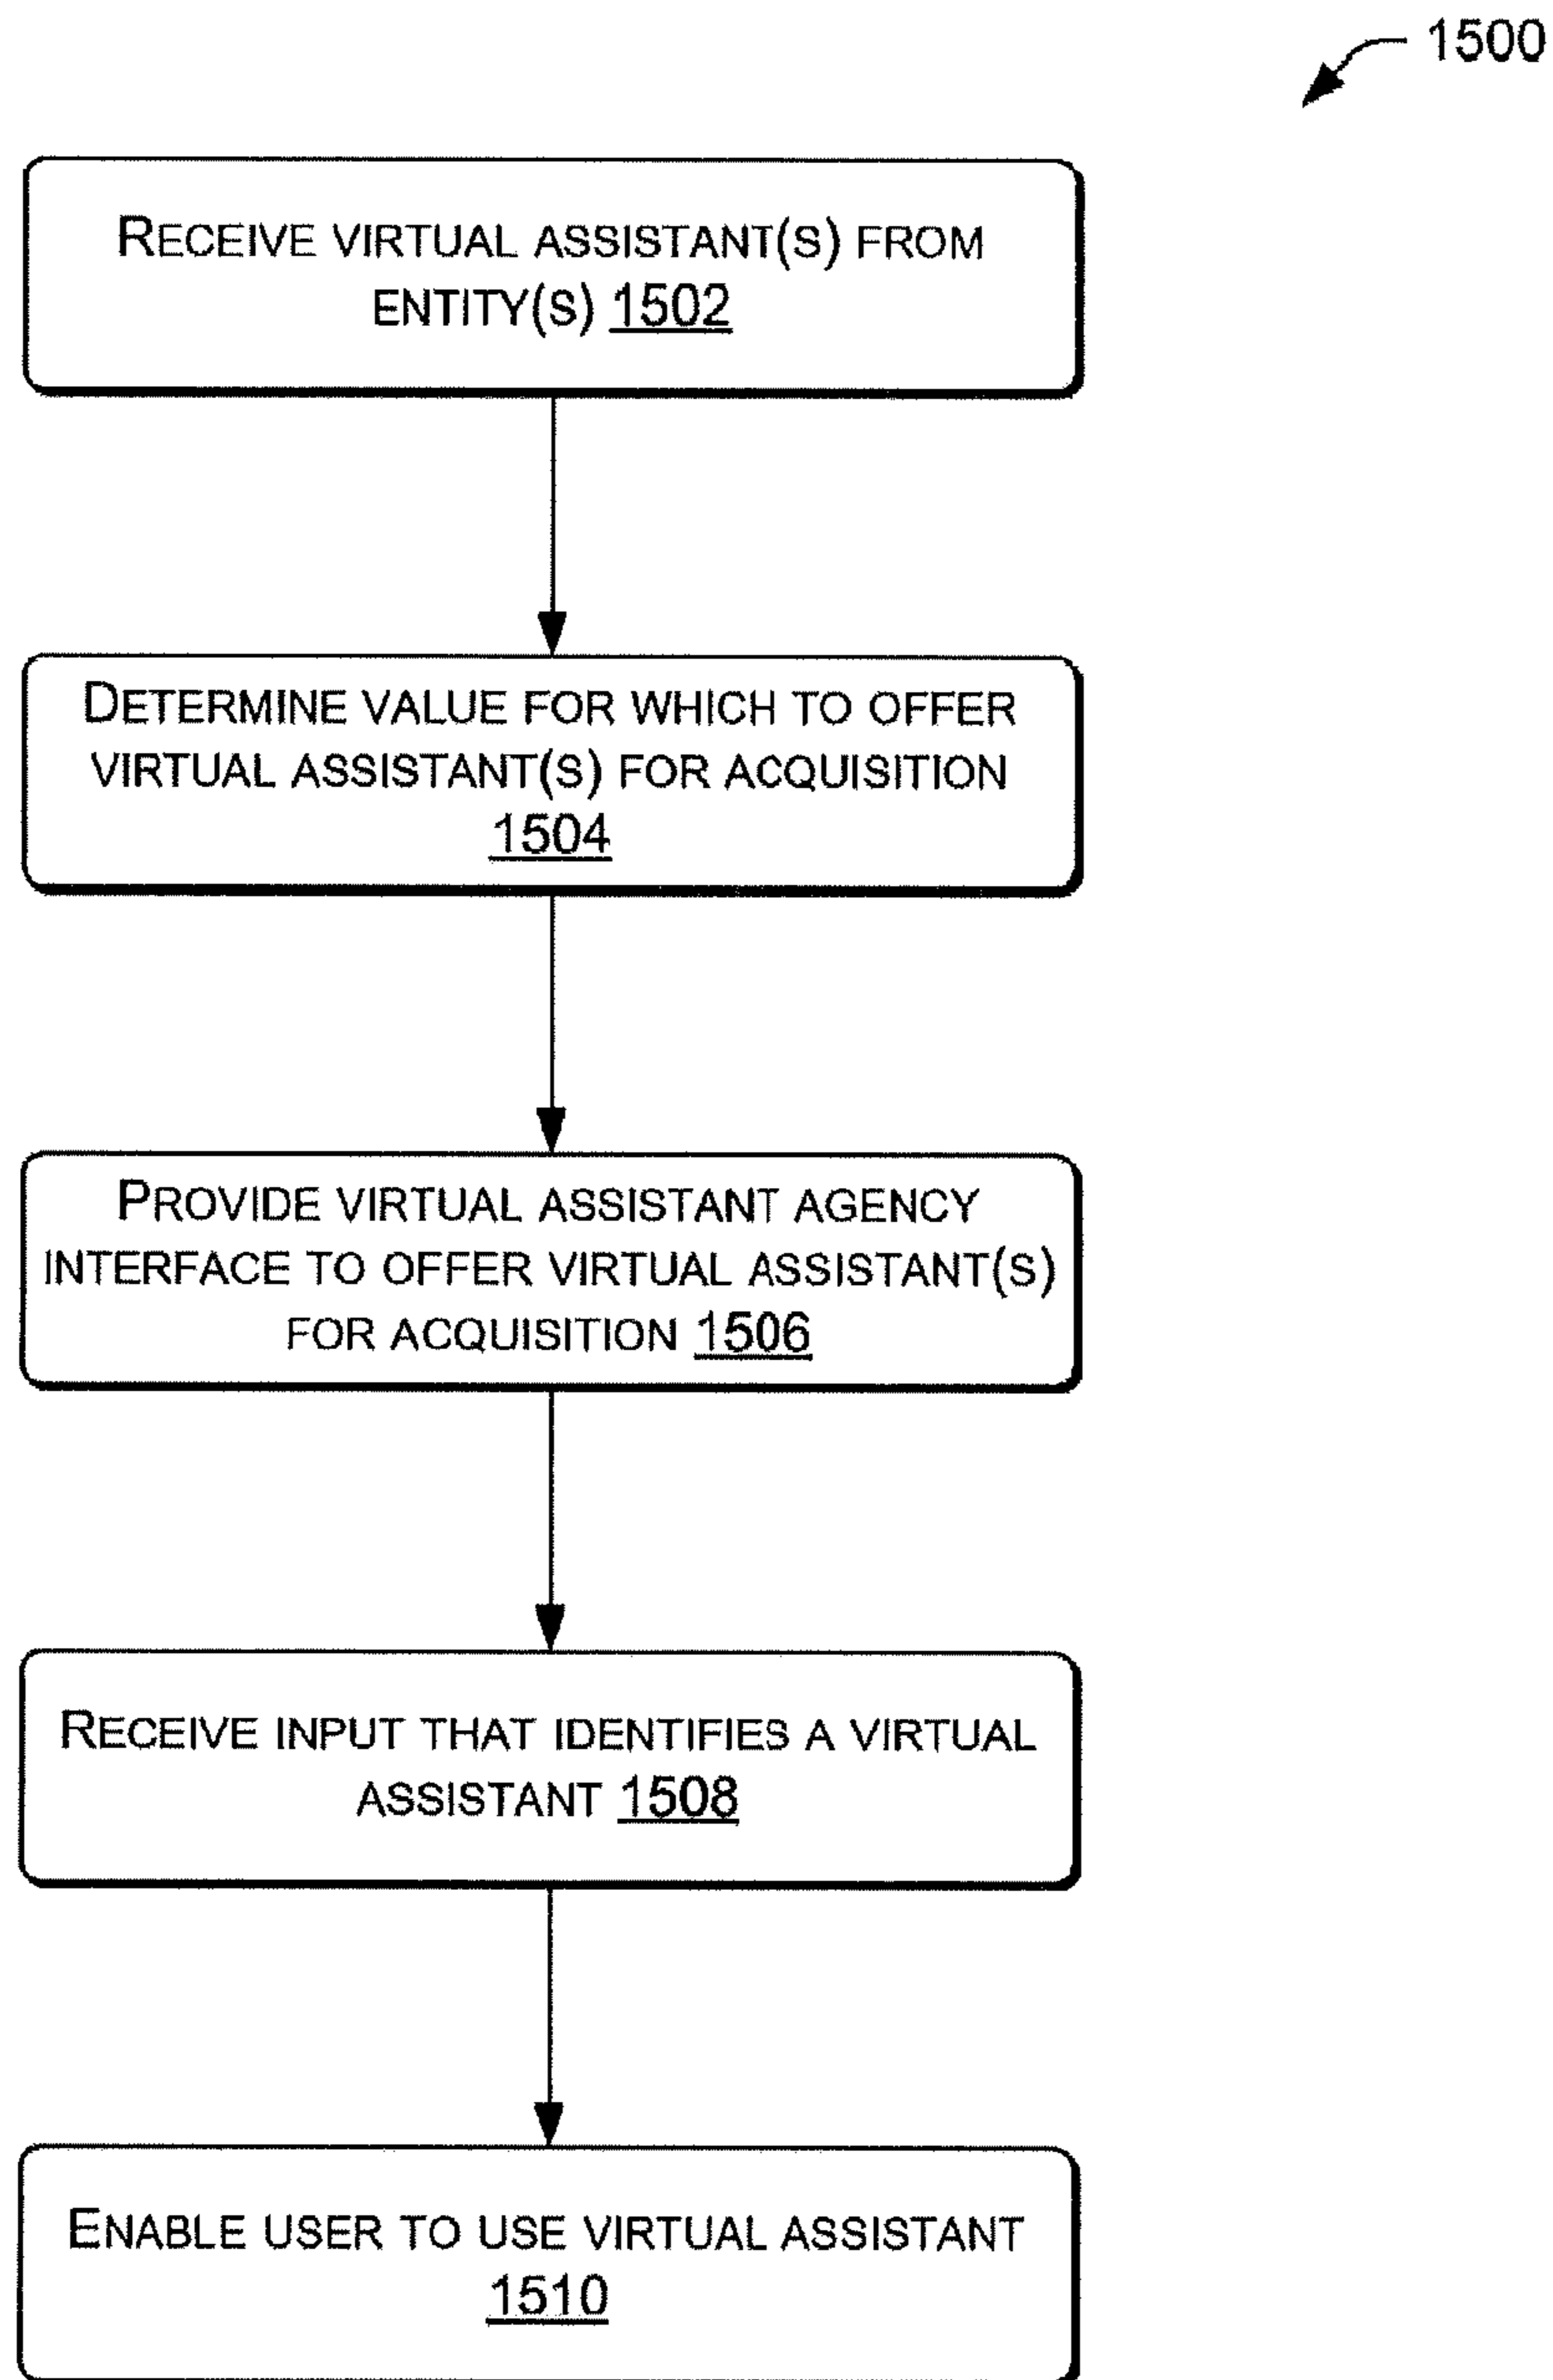 1500
RECEIVE VIRTUAL ASSISTANT(S) FROM
ENTITY(S) 1502
DETERMINE VALUE FOR WHICH TO OFFER
VIRTUAL ASSISTANT(S) FOR ACQUISITION
1504
PROVIDE VIRTUAL ASSISTANT AGENCY
INTERFACE TO OFFER VIRTUAL ASSISTANT(S)
FOR ACQUISITION 1506
RECEIVE INPUT THAT IDENTIFIES A VIRTUAL
ASSISTANT 1508
ENABLE USER TO USE VIRTUAL ASSISTANT
1510